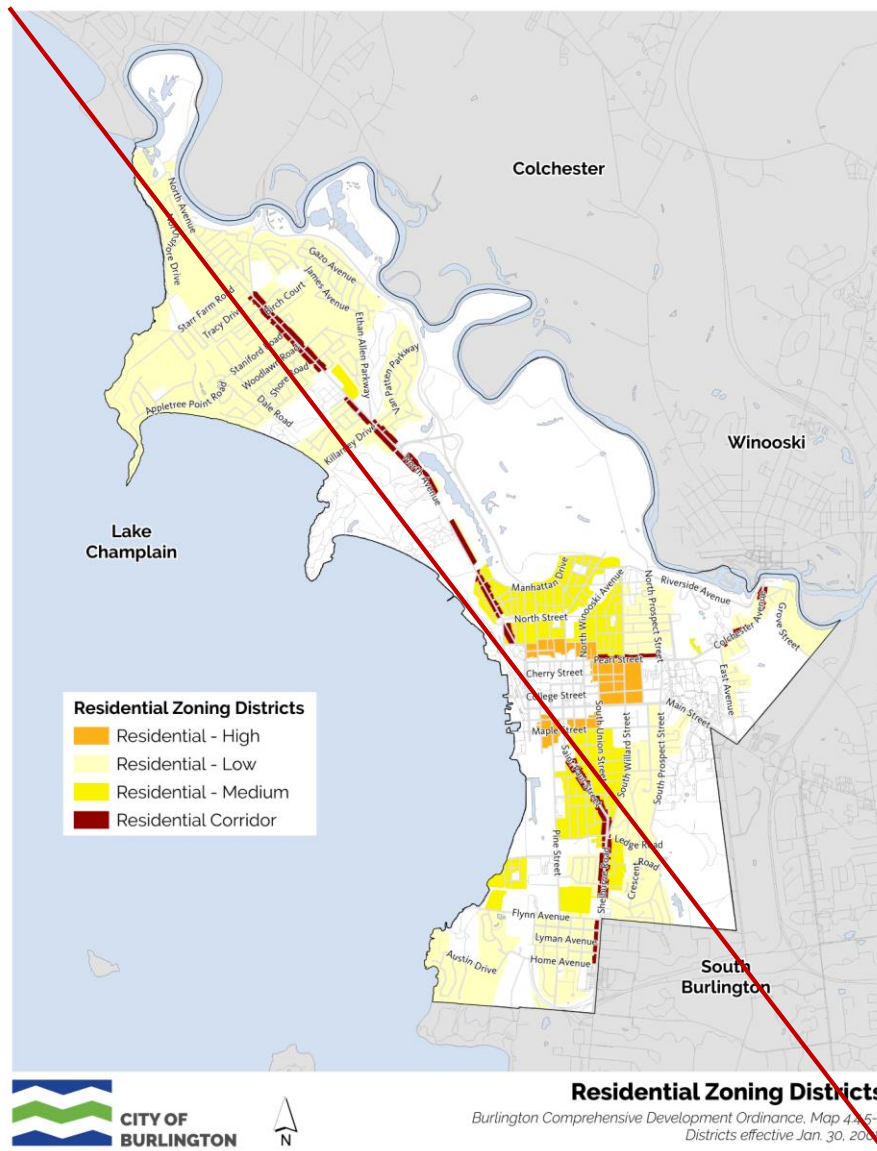 Colchester
North Avenue
North Shore Drive
Gazo Avenue
James Avenue
Starr Farm Road
Tracy Drive
Court
Ethan Allen Parkway
Staniford Road
Woodlawn Road
Shore Road
Van Patten Parkway
Appletree Point Road
Dale Road
Killarney Drive
North Avenue
Winooski
Lake
Champlain
Manhattan Drive
North Winooski Avenue
North Prospect Street
Riverside Avenue
North Street
Colchester Avenue
Grove Street
Pearl Street
Cherry Street
East Avenue
College Street
Main Street
Maple Street
South Union Street
South Willard Street
South Prospect Street
Residential Zoning Districts
Residential - High
Residential - Low
Residential - Medium
Residential Corridor
Street
Pine Street
Ledge Road
Crescent Road
Flynn Avenue
Lyman Avenue
Home Avenue
Austin Drive
South
Burlington
CITY OF
BURLINGTON
N
Residential Zoning Districts
Burlington Comprehensive Development Ordinance, Map
Districts effective Jan. 30,